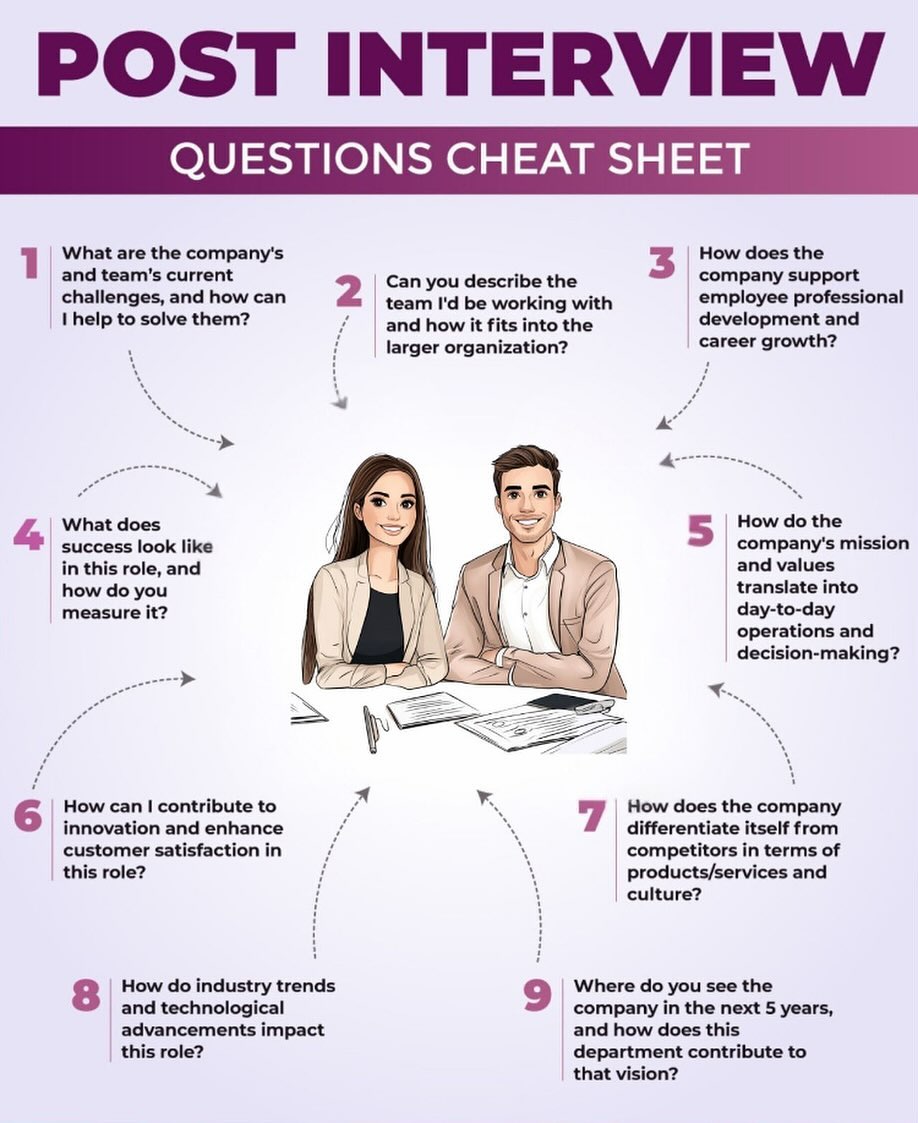 POST INTERVIEW
QUESTIONS CHEAT SHEET
1
What are the company's
and team's current
challenges, and how can
I help to solve them?
2
Can you describe the
team I'd be working with
and how it fits into the
larger organization?
3
How does the
company support
employee professional
development and
career growth?
4
What does
success look like
in this role, and
how do you
measure it?
5
How do the
company's mission
and values
translate into
day-to-day
operations and
decision-making?
6
How can I contribute to
innovation and enhance
customer satisfaction in
this role?
7
How does the company
differentiate itself from
competitors in terms of
products/services and
culture?
8
How do industry trends
and technological
advancements impact
this role?
9
Where do you see the
company in the next 5 years,
and how does this
department contribute to
that vision?